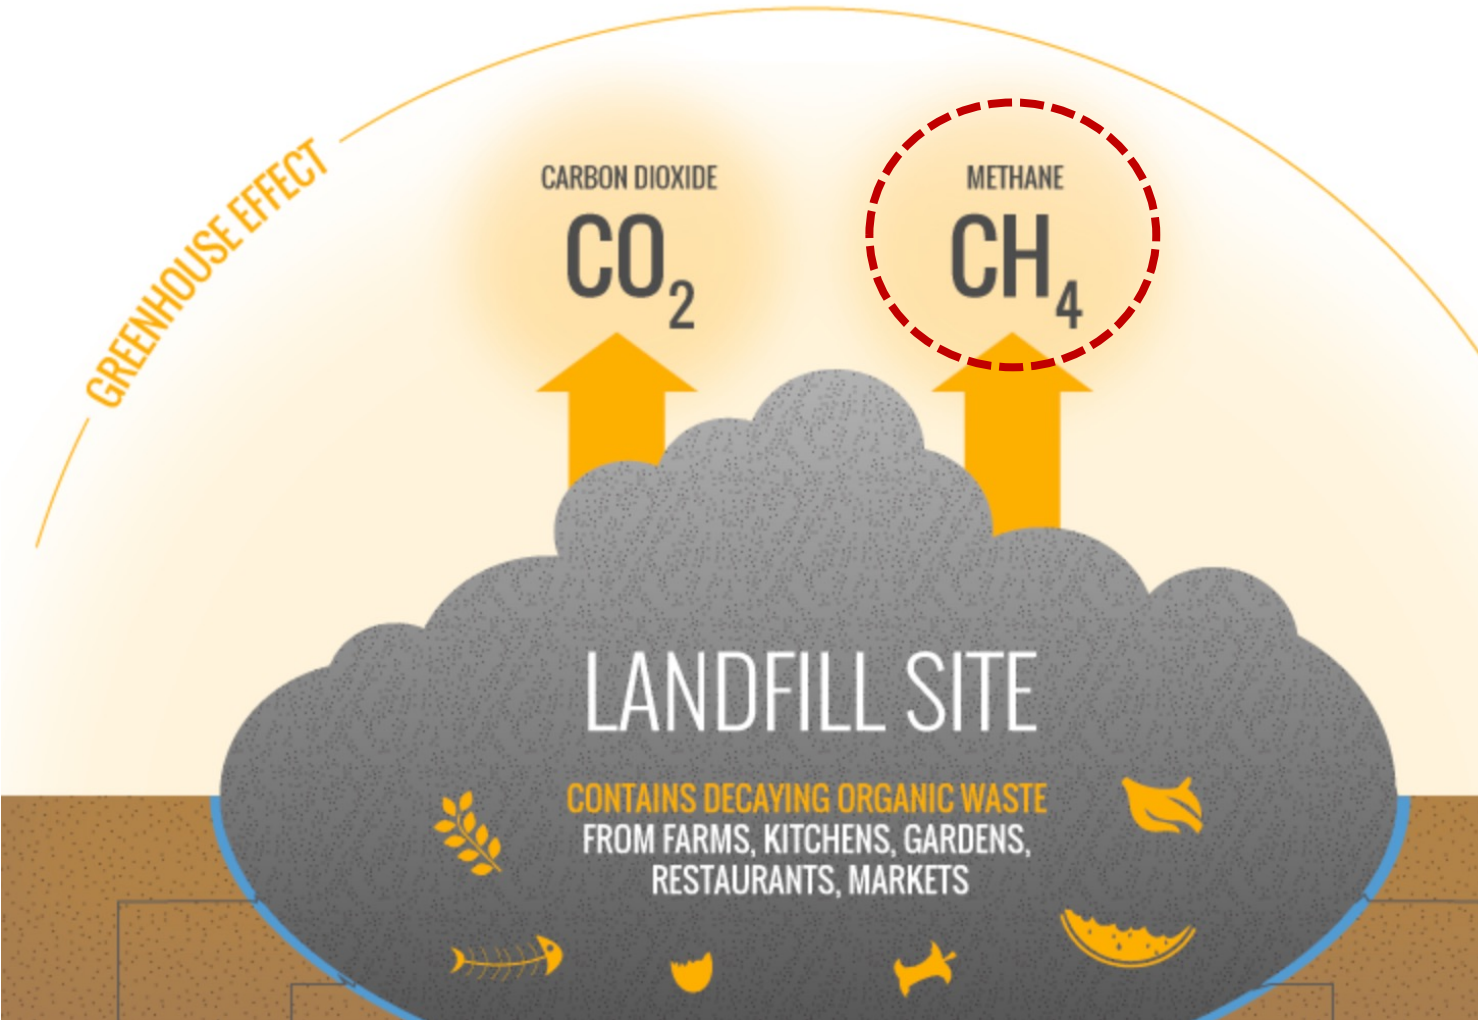 GREENHOUSE EFFECT
CARBON DIOXIDE
CO₂
METHANE
CH₄
LANDFILL SITE
CONTAINS DECAYING ORGANIC WASTE
FROM FARMS, KITCHENS, GARDENS,
RESTAURANTS, MARKETS